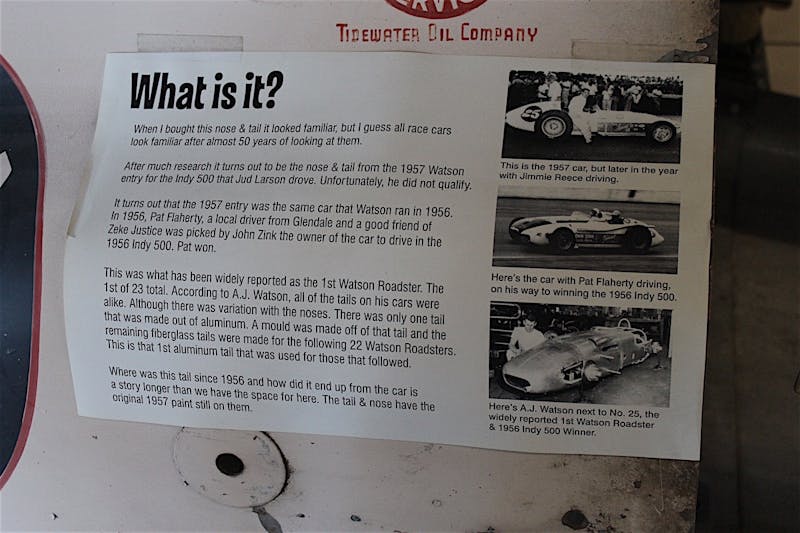 TIDEWATER OIL COMPANY
What is it?
When I bought this nose & tail it looked familiar, but I guess all race cars
look familiar after almost 50 years of looking at them.
After much research it turns out to be the nose & tail from the 1957 Watson
entry for the Indy 500 that Jud Larson drove. Unfortunately, he did not qualify.
It turns out that the 1957 entry was the same car that Watson ran in 1956.
In 1956, Pat Flaherty, a local driver from Glendale and a good friend of
Zeke Justice was picked by John Zink the owner of the car to drive in the
1956 Indy 500. Pat won.
This was what has been widely reported as the 1st Watson Roadster. The
1st of 23 total. According to A.J. Watson, all of the tails on his cars were
alike. Although there was variation with the noses. There was only one tail
that was made out of aluminum. A mould was made off of that tail and the
remaining fiberglass tails were made for the following 22 Watson Roadsters.
This is that 1st aluminum tail that was used for those that followed.
Where was this tail since 1956 and how did it end up from the car is
a story longer than we have the space for here. The tail & nose have the
original 1957 paint still on them.
25
This is the 1957 car, but later in the year
with Jimmie Reece driving.
Here's the car with Pat Flaherty driving,
on his way to winning the 1956 Indy 500.
Here's A.J. Watson next to No. 25, the
widely reported 1st Watson Roadster
& 1956 Indy 500 Winner.